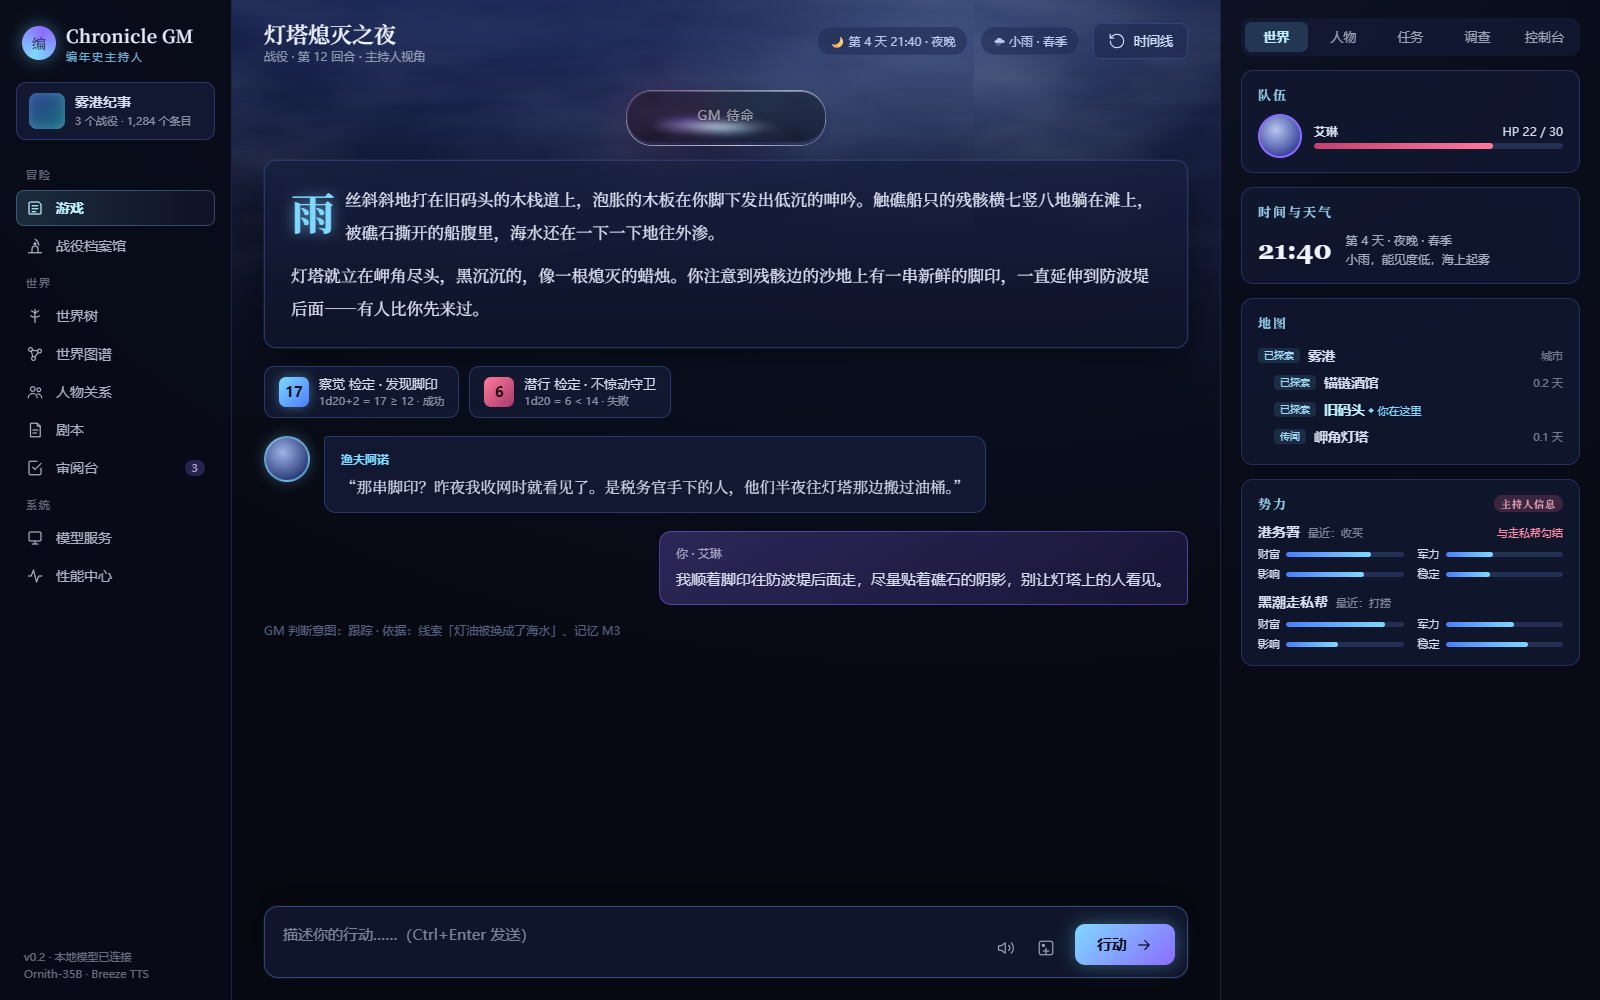 编
Chronicle GM
编年史主持人
雾港纪事
3 个战役 · 1,284 个条目
冒险
游戏
战役档案馆
世界
世界树
世界图谱
人物关系
剧本
审阅台
3
系统
模型服务
性能中心
v0.2 · 本地模型已连接
Ornith-35B · Breeze TTS
灯塔熄灭之夜
战役 · 第 12 回合 · 主持人视角
🌙 第 4 天 21:40 · 夜晚
🌧 小雨 · 春季
时间线
GM 待命
雨丝斜斜地打在旧码头的木栈道上，泡胀的木板在你脚下发出低沉的呻吟。触礁船只的残骸横七竖八地躺在滩上，
被礁石撕开的船腹里，海水还在一下一下地往外渗。
灯塔就立在岬角尽头，黑沉沉的，像一根熄灭的蜡烛。你注意到残骸边的沙地上有一串新鲜的脚印，一直延伸到防波堤
后面——有人比你先来过。
17
察觉 检定 · 发现脚印
1d20+2 = 17 ≥ 12 · 成功
6
潜行 检定 · 不惊动守卫
1d20 = 6 < 14 · 失败
渔夫阿诺
“那串脚印？昨夜我收网时就看见了。是税务官手下的人，他们半夜往灯塔那边搬过油桶。”
你 · 艾琳
我顺着脚印往防波堤后面走，尽量贴着礁石的阴影，别让灯塔上的人看见。
GM 判断意图：跟踪 · 依据：线索「灯油被换成了海水」、记忆 M3
描述你的行动……（Ctrl+Enter 发送）
行动 →
世界
人物
任务
调查
控制台
队伍
艾琳
HP 22 / 30
时间与天气
21:40
第 4 天 · 夜晚 · 春季
小雨，能见度低，海上起雾
地图
已探索 雾港 城市
已探索 锚链酒馆 0.2 天
已探索 旧码头 • 你在这里
传闻 岬角灯塔 0.1 天
势力
主持人信息
港务署 最近：收买 与走私帮勾结
财富 军力
影响 稳定
黑潮走私帮 最近：打捞
财富 军力
影响 稳定